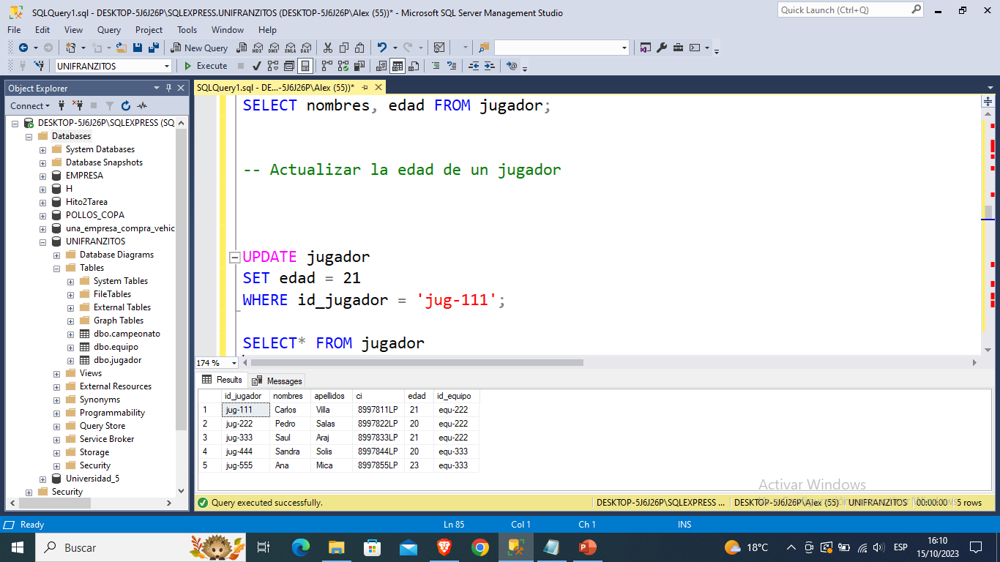 SQLQuery1.sql - DESKTOP-5J6J26P\SQLEXPRESS.UNIFRANZITOS (DESKTOP-5J6J26P\Alex (55))* - Microsoft SQL Server Management Studio
Quick Launch (Ctrl+Q)
File Edit View Query Project Tools Window Help
New Query
MDX DMX XMLA DAX
UNIFRANZITOS
Execute
Object Explorer
Connect
DESKTOP-5J6J26P\SQLEXPRESS (SQ
Databases
System Databases
Database Snapshots
EMPRESA
H
Hito2Tarea
POLLOS_COPA
una_empresa_compra_vehic
UNIFRANZITOS
Database Diagrams
Tables
System Tables
FileTables
External Tables
Graph Tables
dbo.campeonato
dbo.equipo
dbo.jugador
Views
External Resources
Synonyms
Programmability
Query Store
Service Broker
Storage
Security
Universidad_5
Security
SQLQuery1.sql - DE...-5J6J26P\Alex (55))*
SELECT nombres, edad FROM jugador;
-- Actualizar la edad de un jugador
UPDATE jugador
SET edad = 21
WHERE id_jugador = 'jug-111';
SELECT* FROM jugador
174 %
Results Messages
id_jugador nombres apellidos ci edad id_equipo
1 jug-111 Carlos Villa 8997811LP 21 equ-222
2 jug-222 Pedro Salas 8997822LP 20 equ-222
3 jug-333 Saul Araj 8997833LP 21 equ-222
4 jug-444 Sandra Solis 8997844LP 20 equ-333
5 jug-555 Ana Mica 8997855LP 23 equ-333
Activar Windows
Query executed successfully.
DESKTOP-5J6J26P\SQLEXPRESS ... DESKTOP-5J6J26P\Alex (55) UNIFRANZITOS 00:00:00 5 rows
Ready
Ln 85 Col 1 Ch 1 INS
Buscar
18°C
ESP
16:10
15/10/2023